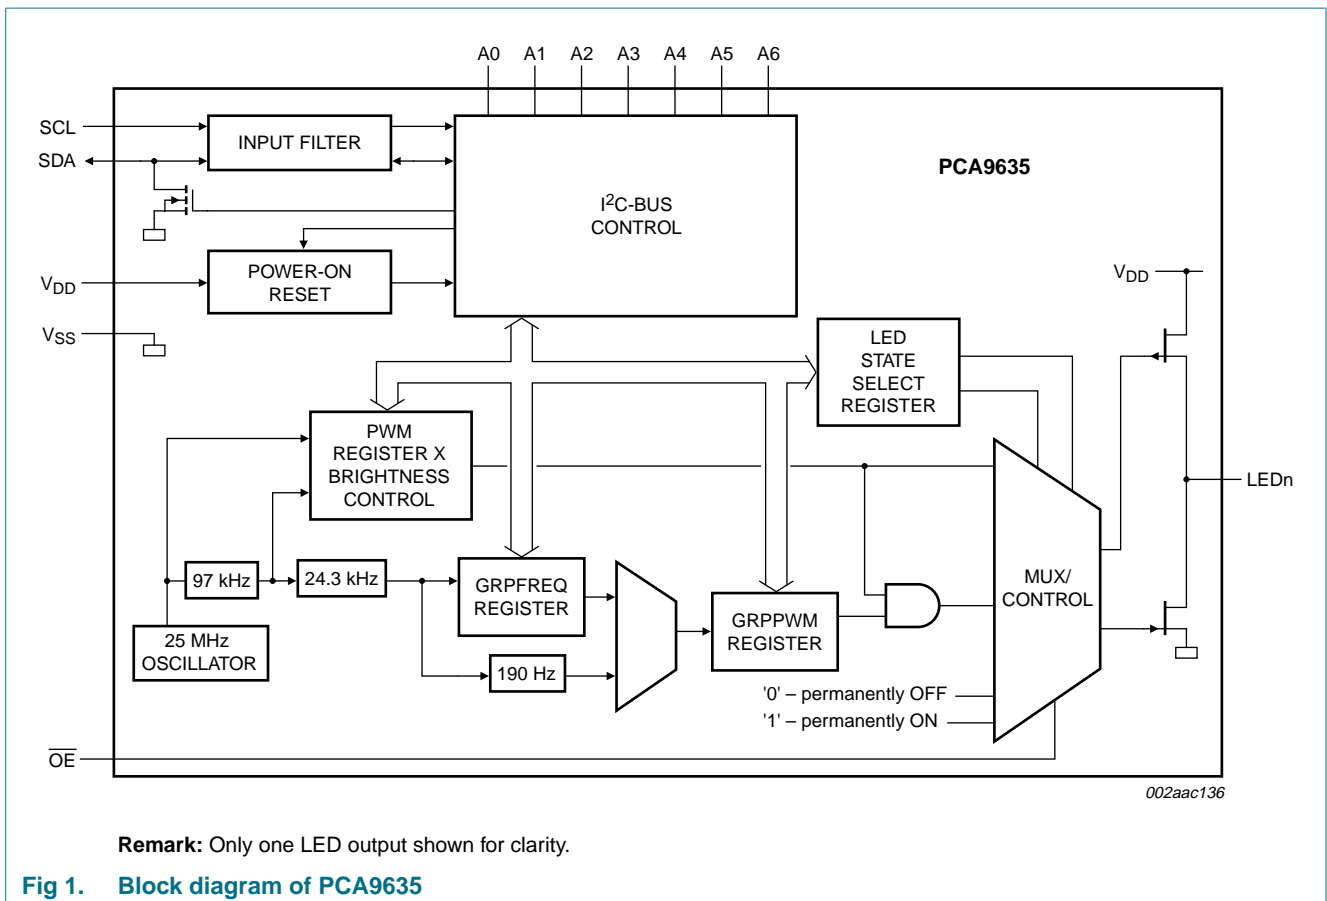 A0 A1 A2 A3 A4 A5 A6
SCL
SDA
INPUT FILTER
I2C-BUS
CONTROL
PCA9635
POWER-ON
RESET
VDD
VSS
VDD
LED
STATE
SELECT
REGISTER
PWM
REGISTER X
BRIGHTNESS
CONTROL
LEDn
97 kHz
24.3 kHz
GRPFREQ
REGISTER
MUX/
CONTROL
GRPPWM
REGISTER
25 MHz
OSCILLATOR
190 Hz
'0' – permanently OFF
'1' – permanently ON
OE
002aac136
Remark: Only one LED output shown for clarity.
Fig 1. Block diagram of PCA9635